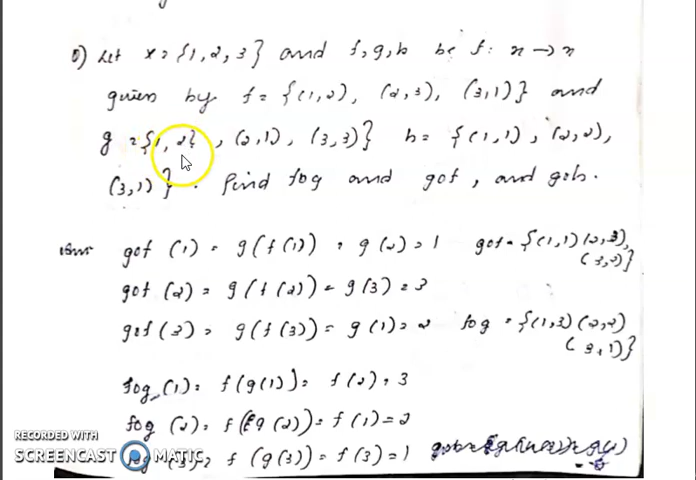 Let x = {1, 2, 3} and f, g, h be f: x → x
given by f = {(1,2), (2,3), (3,1)} and
g = {1, 2}, (2,1), (3,3)} h = {(1,1), (2,2),
(3,1)}. Find fog and gof, and goh.
gof (1) = g(f(1)) = g(2) = 1 gof = {(1,1) (2,3),
(3,2)}
gof (2) = g(f(2)) = g(3) = 3
gof (3) = g(f(3)) = g(1) = 2 fog = {(1,3) (2,2)
(3,1)}
fog (1) = f(g(1)) = f(2) = 3
fog (2) = f(g(2)) = f(1) = 2
fog (3) = f(g(3)) = f(3) = 1
RECORDED WITH
SCREENCAST MATIC